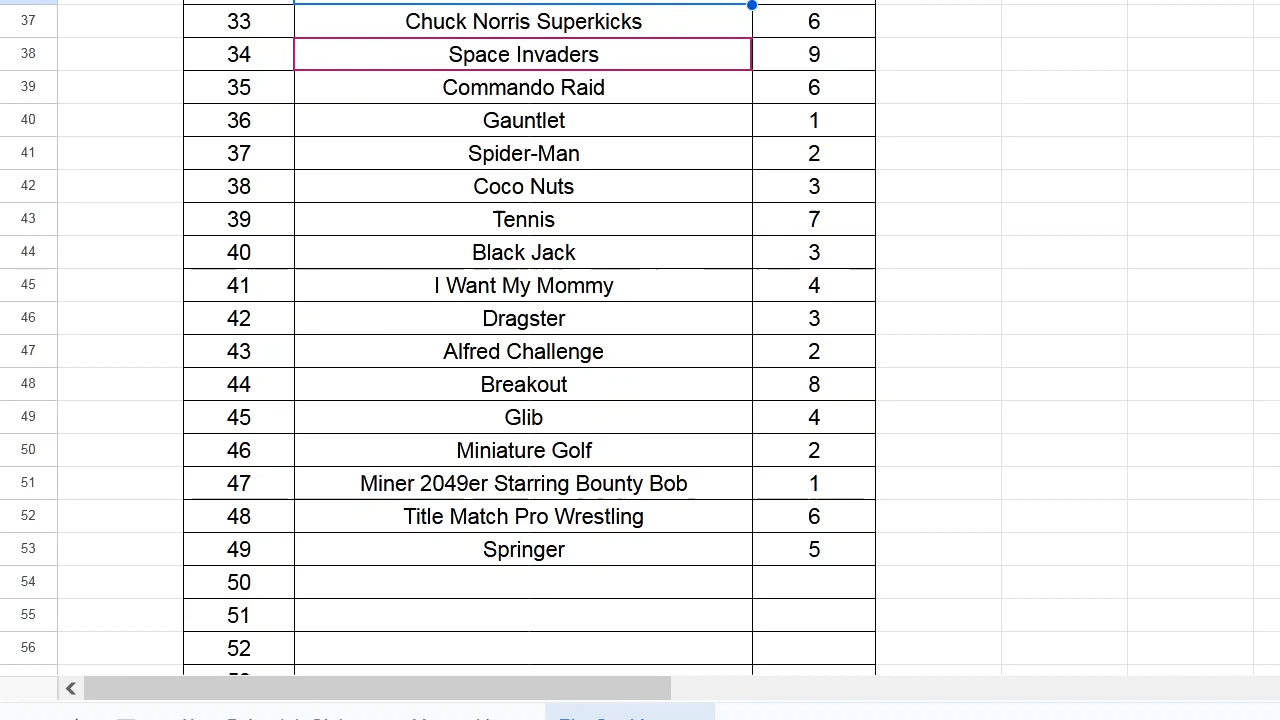 37 33 Chuck Norris Superkicks 6
38 34 Space Invaders 9
39 35 Commando Raid 6
40 36 Gauntlet 1
41 37 Spider-Man 2
42 38 Coco Nuts 3
43 39 Tennis 7
44 40 Black Jack 3
45 41 I Want My Mommy 4
46 42 Dragster 3
47 43 Alfred Challenge 2
48 44 Breakout 8
49 45 Glib 4
50 46 Miniature Golf 2
51 47 Miner 2049er Starring Bounty Bob 1
52 48 Title Match Pro Wrestling 6
53 49 Springer 5
54 50
55 51
56 52